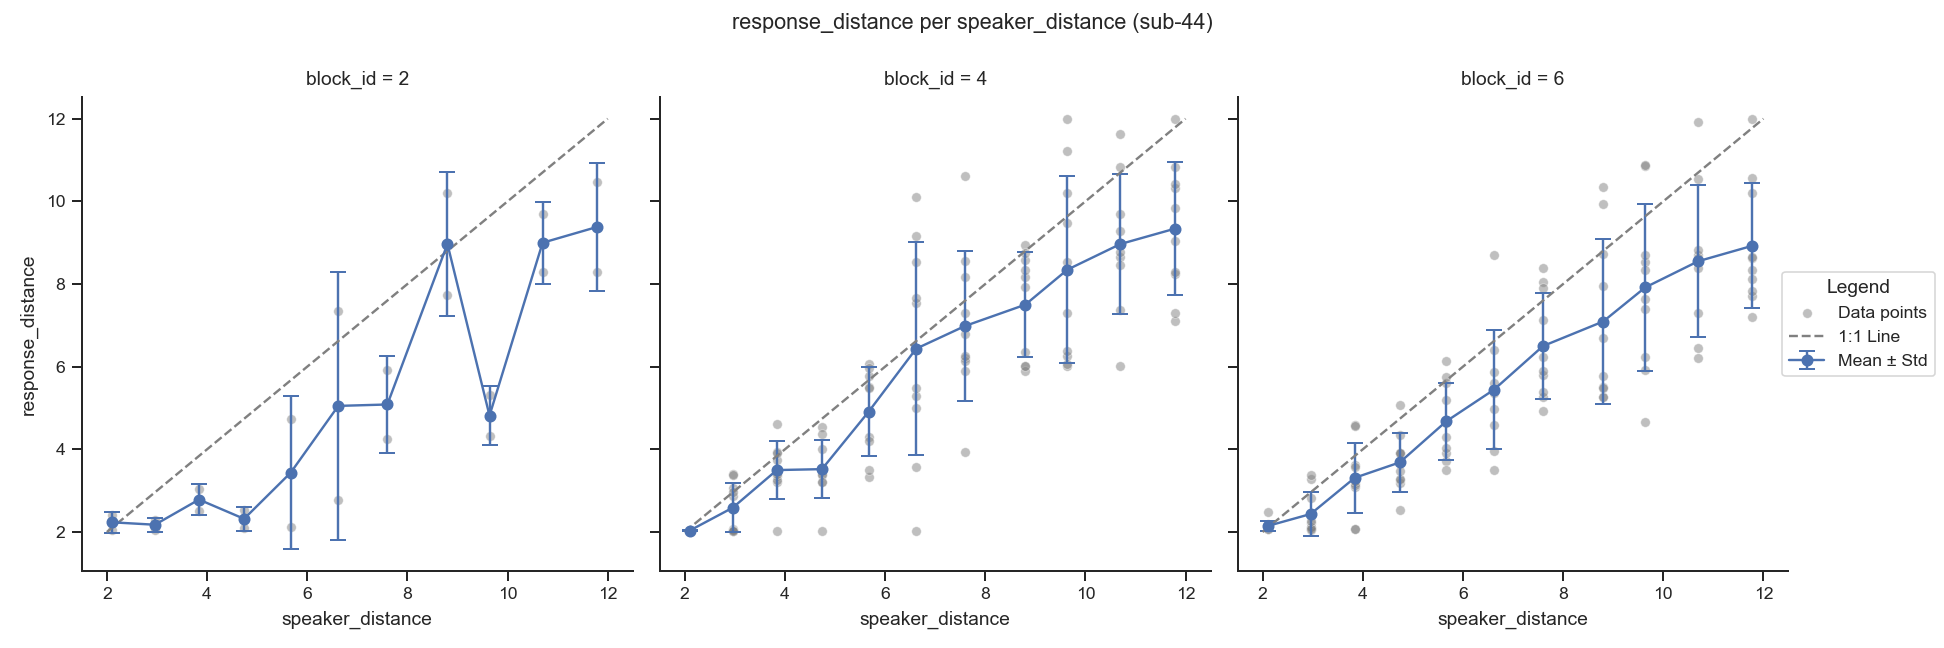 response_distance per speaker_distance (sub-44)
block_id = 2
block_id = 4
block_id = 6
response_distance
12
10
8
6
4
2
2
4
6
8
10
12
speaker_distance
2
4
6
8
10
12
speaker_distance
2
4
6
8
10
12
speaker_distance
Legend
Data points
1:1 Line
Mean ± Std